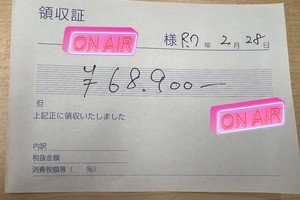 領収証
ON AIR
様 R.7 年 2 月 28 日
¥68.900—
但
上記正に領収いたしました
ON AIR
内訳
税抜金額
消費税額等（　％）